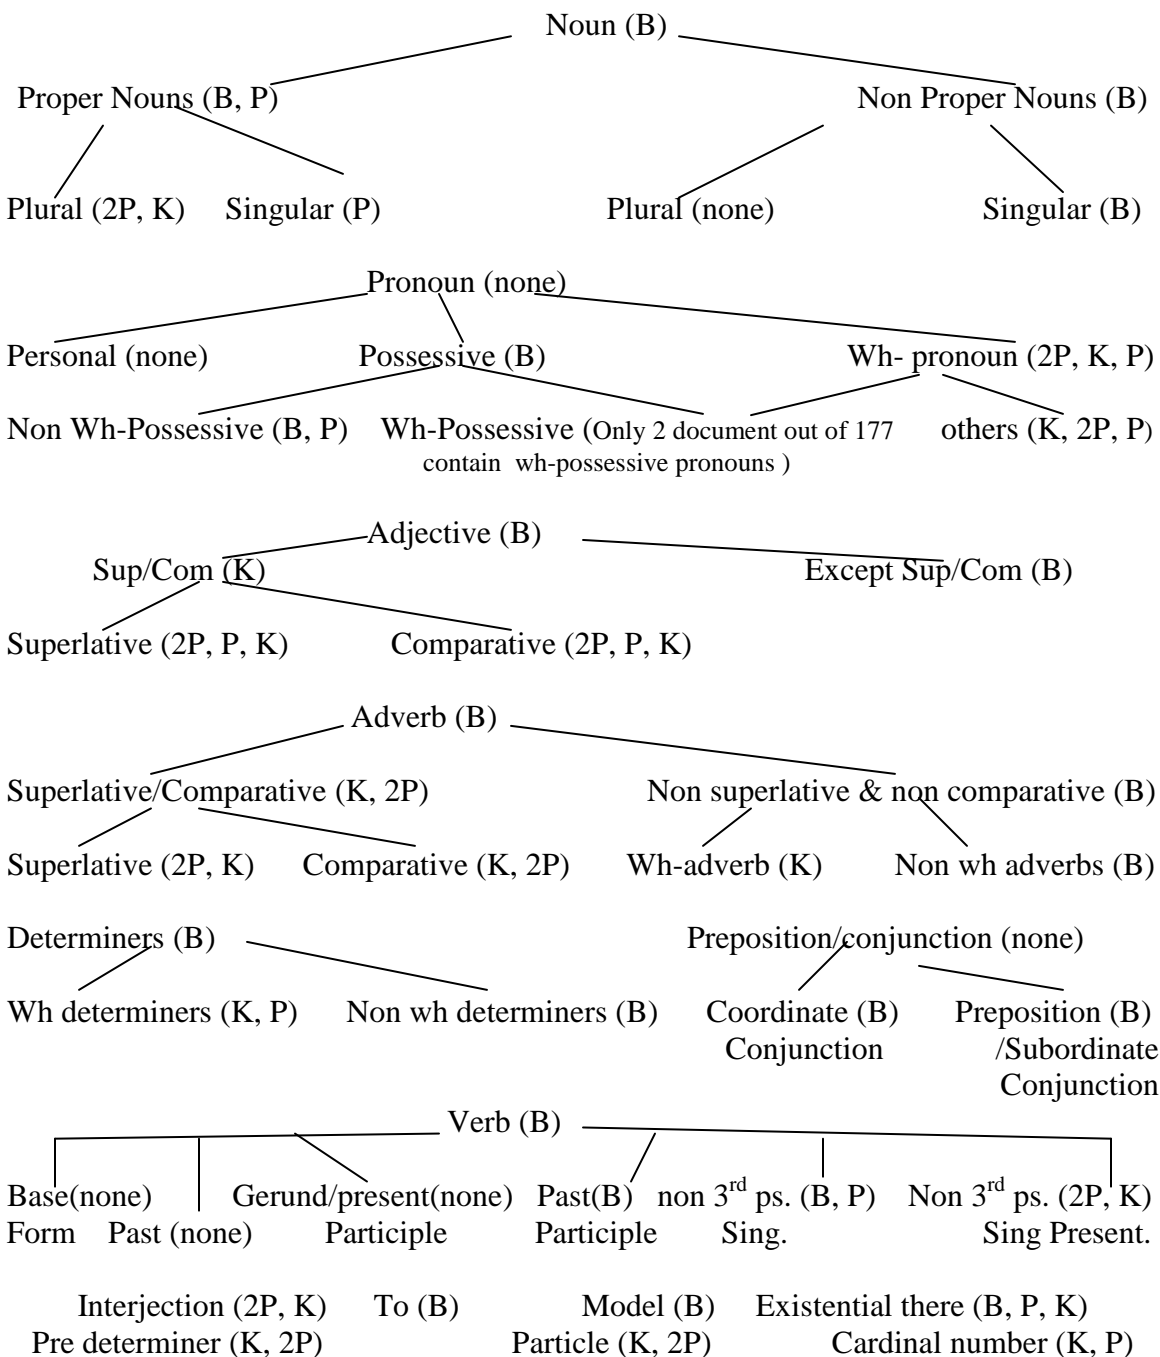 Noun (B)
Proper Nouns (B, P) Non Proper Nouns (B)
Plural (2P, K) Singular (P) Plural (none) Singular (B)
Pronoun (none)
Personal (none) Possessive (B) Wh- pronoun (2P, K, P)
Non Wh-Possessive (B, P) Wh-Possessive (Only 2 document out of 177 others (K, 2P, P)
contain wh-possessive pronouns )
Adjective (B)
Sup/Com (K) Except Sup/Com (B)
Superlative (2P, P, K) Comparative (2P, P, K)
Adverb (B)
Superlative/Comparative (K, 2P) Non superlative & non comparative (B)
Superlative (2P, K) Comparative (K, 2P) Wh-adverb (K) Non wh adverbs (B)
Determiners (B) Preposition/conjunction (none)
Wh determiners (K, P) Non wh determiners (B) Coordinate (B) Preposition (B)
Conjunction /Subordinate
Conjunction
Verb (B)
Base(none) Gerund/present(none) Past(B) non 3rd ps. (B, P) Non 3rd ps. (2P, K)
Form Past (none) Participle Participle Sing. Sing Present.
Interjection (2P, K) To (B) Model (B) Existential there (B, P, K)
Pre determiner (K, 2P) Particle (K, 2P) Cardinal number (K, P)